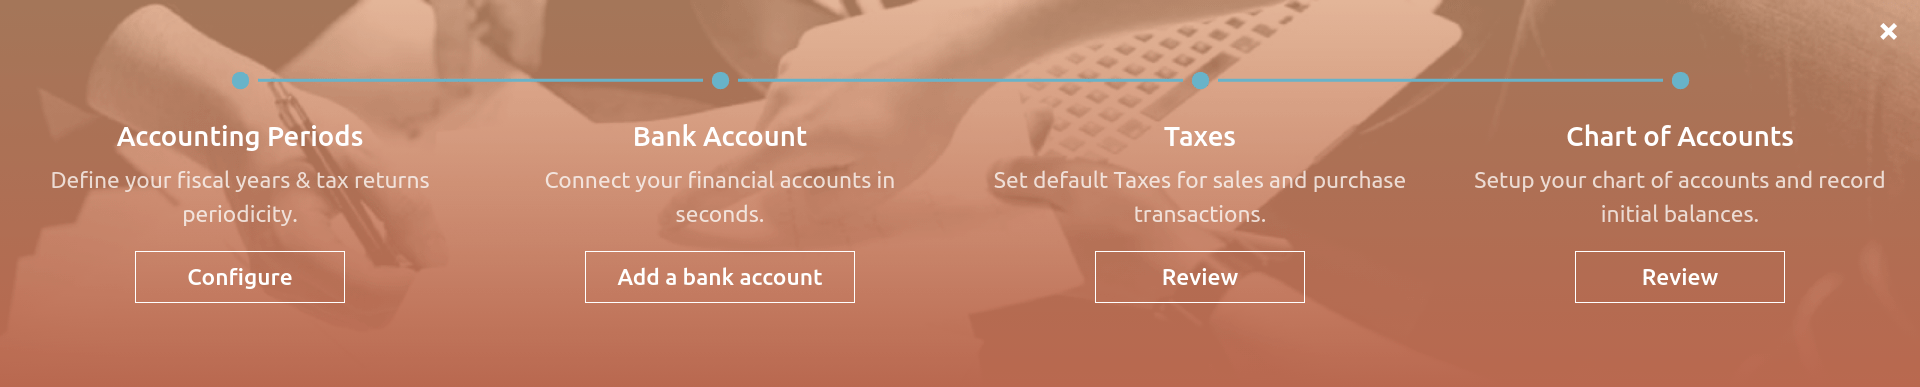 Accounting Periods
Define your fiscal years & tax returns
periodicity.
Configure
Bank Account
Connect your financial accounts in
seconds.
Add a bank account
Taxes
Set default Taxes for sales and purchase
transactions.
Review
Chart of Accounts
Setup your chart of accounts and record
initial balances.
Review